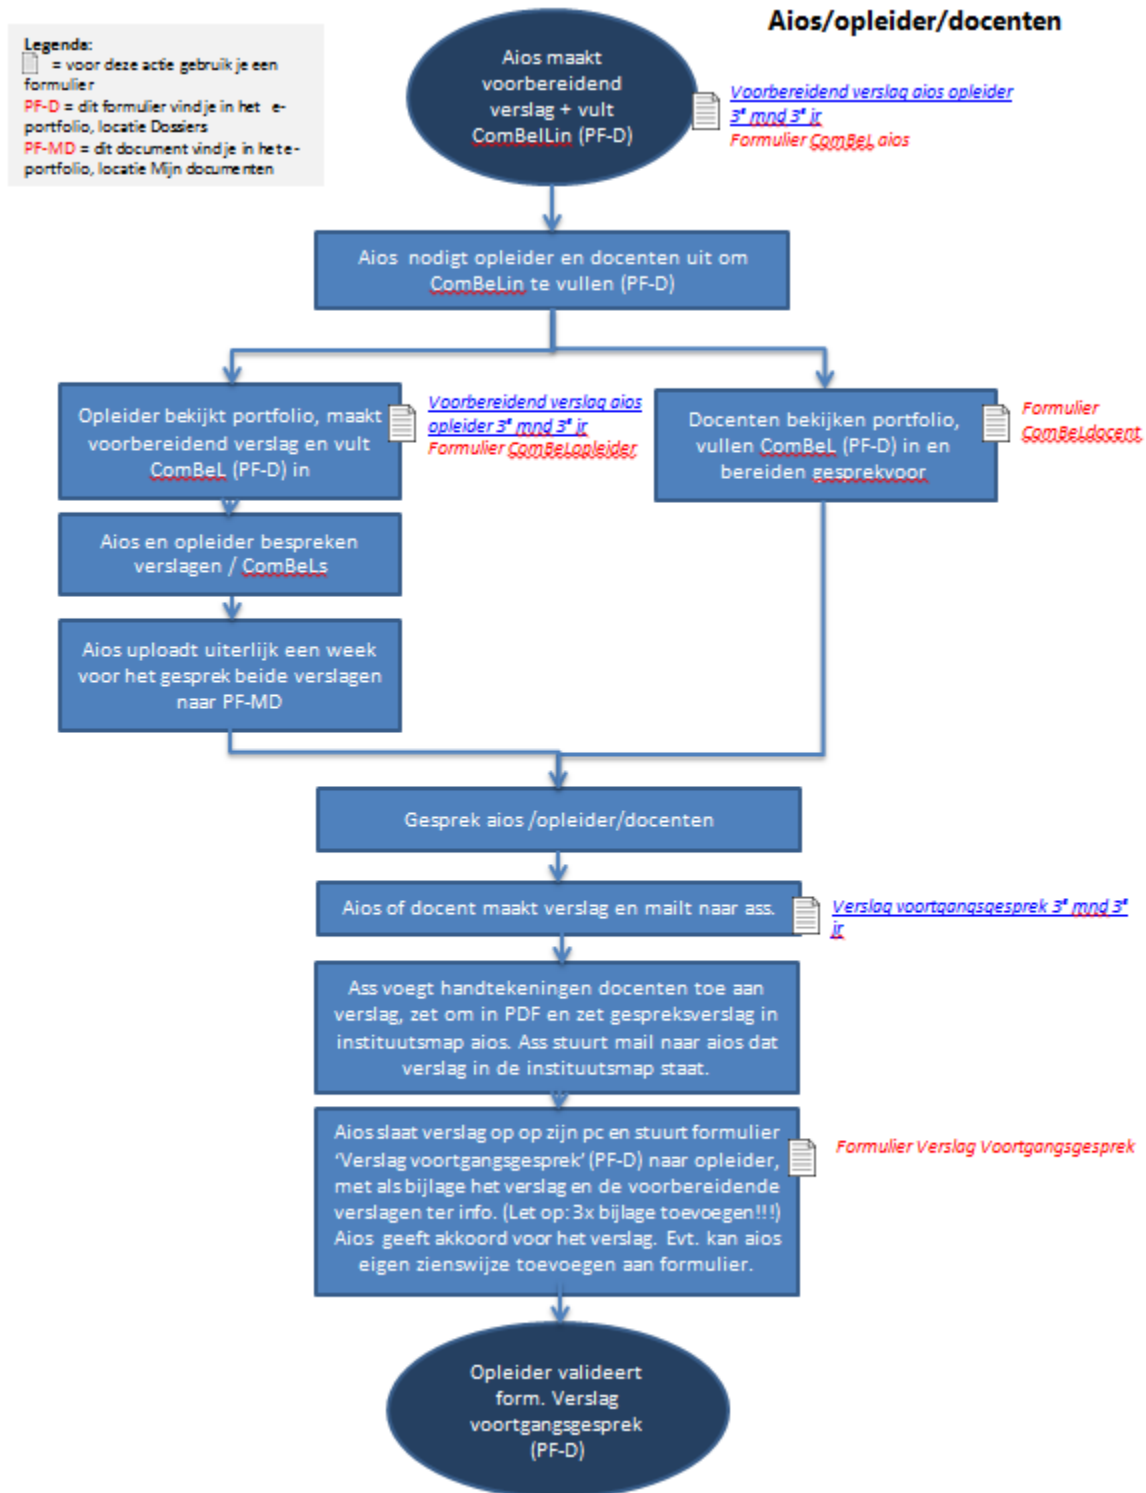 Aios/opleider/docenten
Legenda:
= voor deze actie gebruik je een
formulier
PF-D = dit formulier vind je in het e-
portfolio, locatie Dossiers
PF-MD = dit document vind je in het e-
portfolio, locatie Mijn documenten
Aios maakt
voorbereidend
verslag + vult
ComBelLin (PF-D)
Voorbereidend verslag aios opleider
3e mnd 3e jr
Formulier ComBeL aios
Aios nodigt opleider en docenten uit om
ComBeLin te vullen (PF-D)
Opleider bekijkt portfolio, maakt
voorbereidend verslag en vult
ComBeL (PF-D) in
Voorbereidend verslag aios
opleider 3e mnd 3e jr
Formulier ComBeLopleider
Docenten bekijken portfolio,
vullen ComBeL (PF-D) in en
bereiden gesprekvoor
Formulier
ComBeLdocent
Aios en opleider bespreken
verslagen / ComBeLs
Aios uploadt uiterlijk een week
voor het gesprek beide verslagen
naar PF-MD
Gesprek aios /opleider/docenten
Aios of docent maakt verslag en mailt naar ass.
Verslag voortgangsgesprek 3e mnd 3e
jr
Ass voegt handtekeningen docenten toe aan
verslag, zet om in PDF en zet gespreksverslag in
instituutsmap aios. Ass stuurt mail naar aios dat
verslag in de instituutsmap staat.
Aios slaat verslag op op zijn pc en stuurt formulier
‘Verslag voortgangsgesprek’ (PF-D) naar opleider,
met als bijlage het verslag en de voorbereidende
verslagen ter info. (Let op: 3x bijlage toevoegen!!!)
Aios geeft akkoord voor het verslag. Evt. kan aios
eigen zienswijze toevoegen aan formulier.
Formulier Verslag Voortgangsgesprek
Opleider valideert
form. Verslag
voortgangsgesprek
(PF-D)